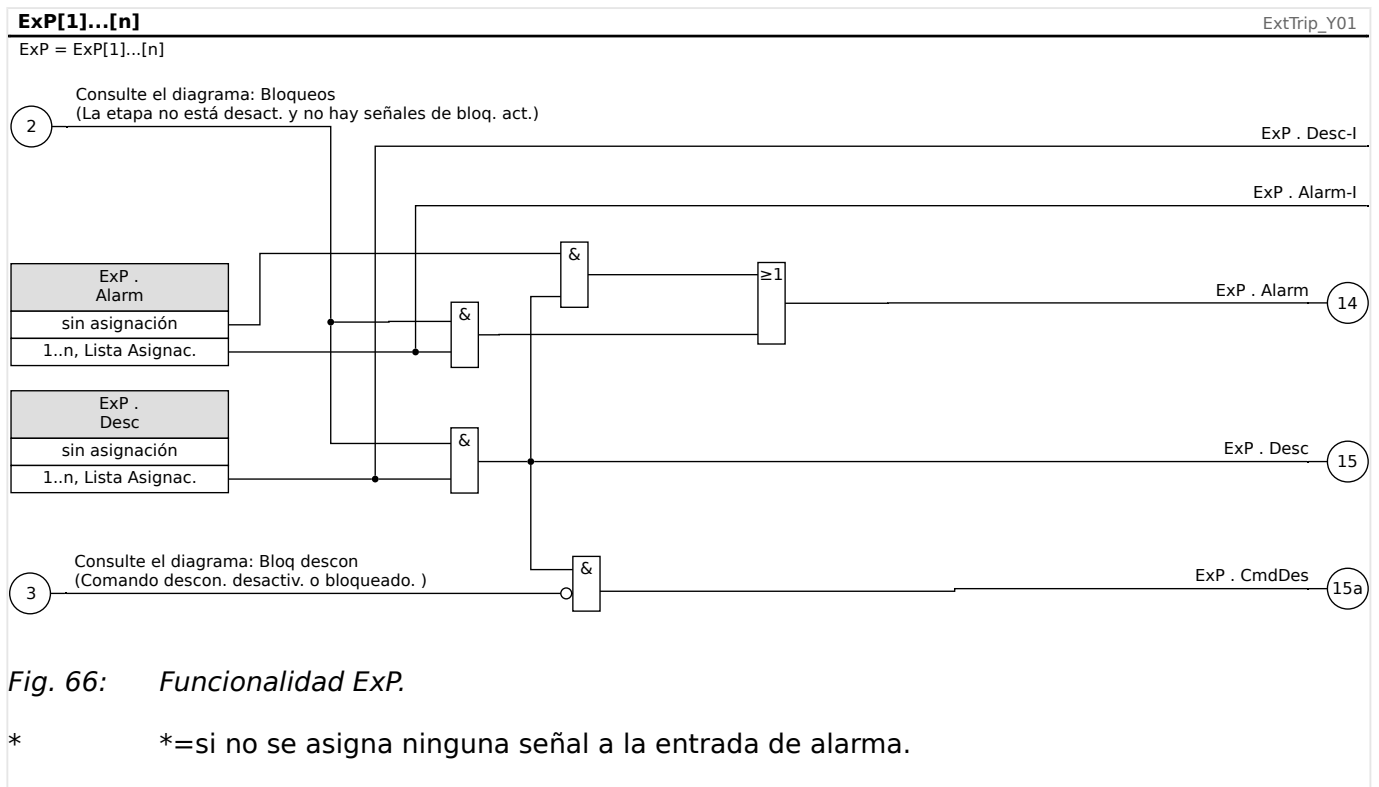 ExP[1]...[n]
ExtTrip_Y01
ExP = ExP[1]...[n]
Consulte el diagrama: Bloqueos
(La etapa no está desact. y no hay señales de bloq. act.)
2
ExP . Desc-I
ExP . Alarm-I
&
ExP .
Alarm
sin asignación
1..n, Lista Asignac.
&
≥1
ExP . Alarm
14
ExP .
Desc
sin asignación
1..n, Lista Asignac.
&
ExP . Desc
15
Consulte el diagrama: Bloq descon
(Comando descon. desactiv. o bloqueado. )
3
&
ExP . CmdDes
15a
Fig. 66: Funcionalidad ExP.
* *=si no se asigna ninguna señal a la entrada de alarma.